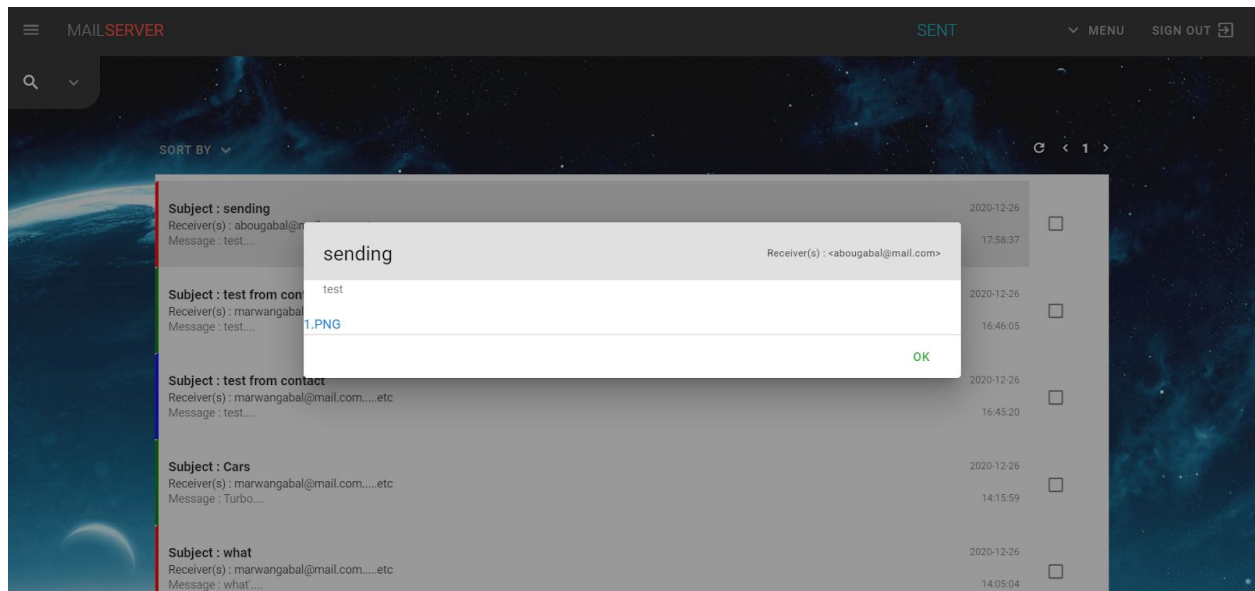 MAILSERVER
SENT
MENU
SIGN OUT
SORT BY
1
Subject : sending
2020-12-26
Receiver(s) : abougabal@m
Message : test....
17:58:37
sending
Receiver(s) : <abougabal@mail.com>
test
1.PNG
OK
Subject : test from con
2020-12-26
Receiver(s) : marwangabal
Message : test....
16:46:05
Subject : test from contact
2020-12-26
Receiver(s) : marwangabal@mail.com.....etc
Message : test....
16:45:20
Subject : Cars
2020-12-26
Receiver(s) : marwangabal@mail.com.....etc
Message : Turbo....
14:15:59
Subject : what
2020-12-26
Receiver(s) : marwangabal@mail.com.....etc
Message : what'....
14:05:04